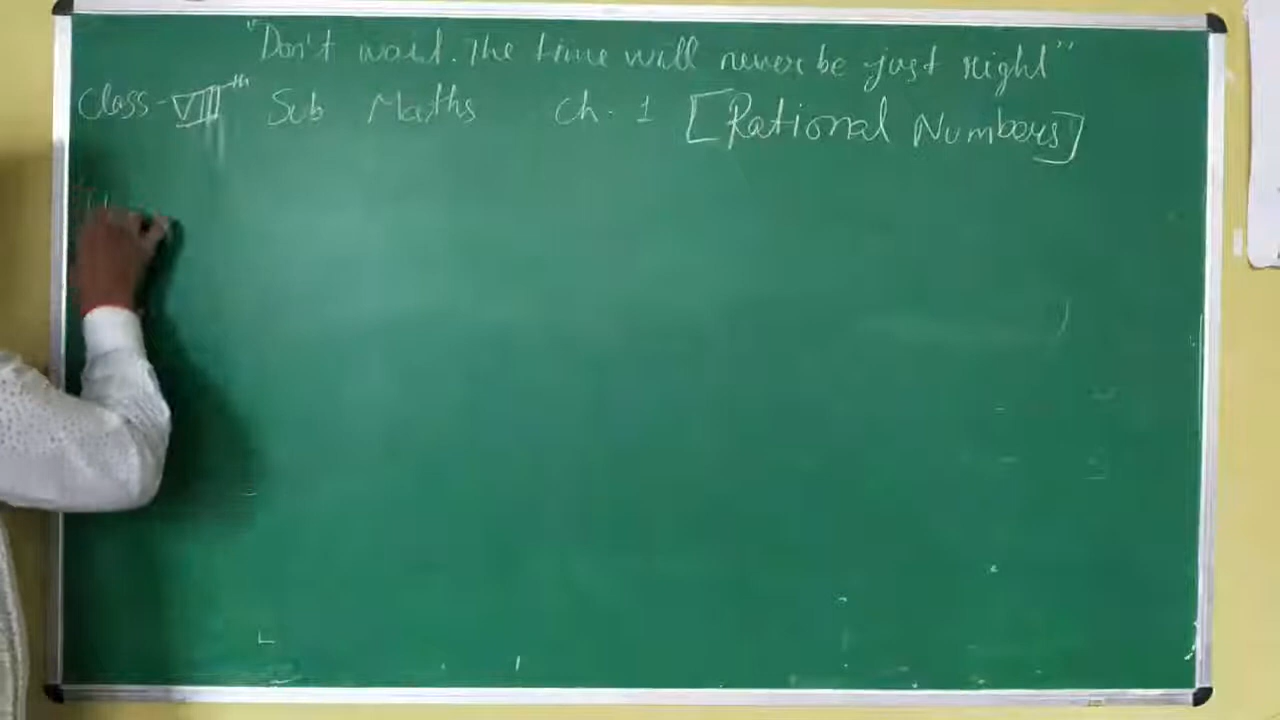 "Don't wait. The time will never be just right"
Class-VIIIth Sub Maths Ch. 1 [Rational Numbers]